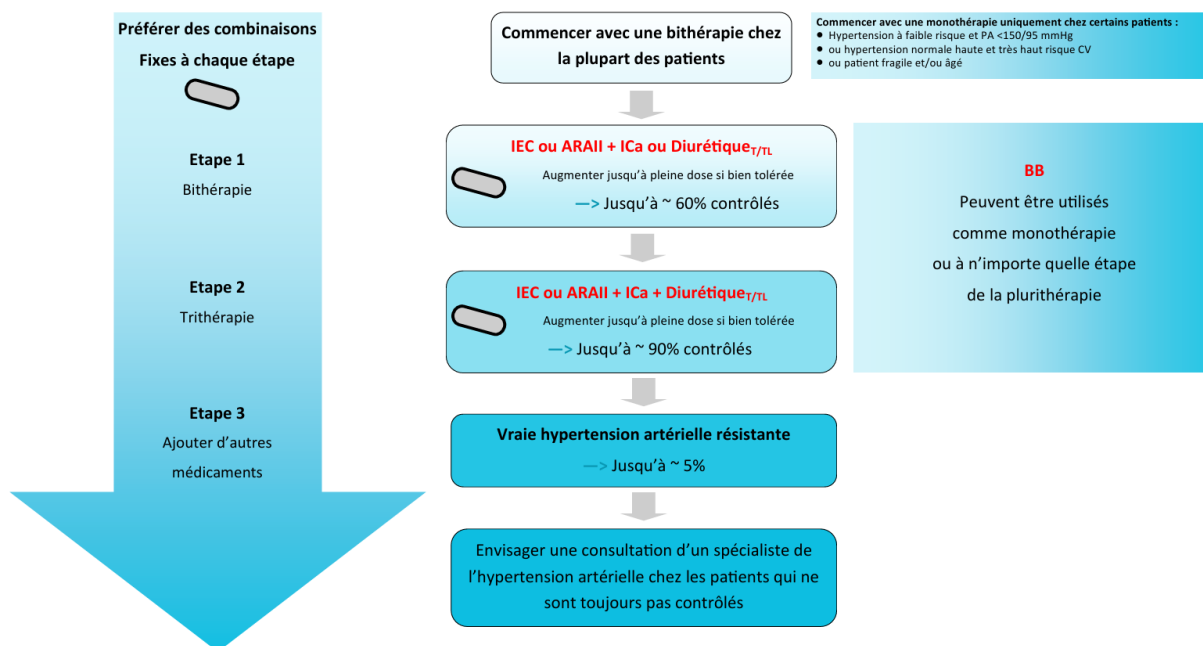 Préférer des combinaisons
Fixes à chaque étape
Etape 1
Bithérapie
Etape 2
Trithérapie
Etape 3
Ajouter d'autres
médicaments
Commencer avec une bithérapie chez
la plupart des patients
IEC ou ARAII + ICa ou Diurétique T/TL
Augmenter jusqu'à pleine dose si bien tolérée
—> Jusqu'à ~ 60% contrôlés
IEC ou ARAII + ICa + Diurétique T/TL
Augmenter jusqu'à pleine dose si bien tolérée
—> Jusqu'à ~ 90% contrôlés
Vraie hypertension artérielle résistante
—> Jusqu'à ~ 5%
Envisager une consultation d'un spécialiste de
l'hypertension artérielle chez les patients qui ne
sont toujours pas contrôlés
Commencer avec une monothérapie uniquement chez certains patients :
● Hypertension à faible risque et PA <150/95 mmHg
● ou hypertension normale haute et très haut risque CV
● ou patient fragile et/ou âgé
BB
Peuvent être utilisés
comme monothérapie
ou à n'importe quelle étape
de la plurithérapie